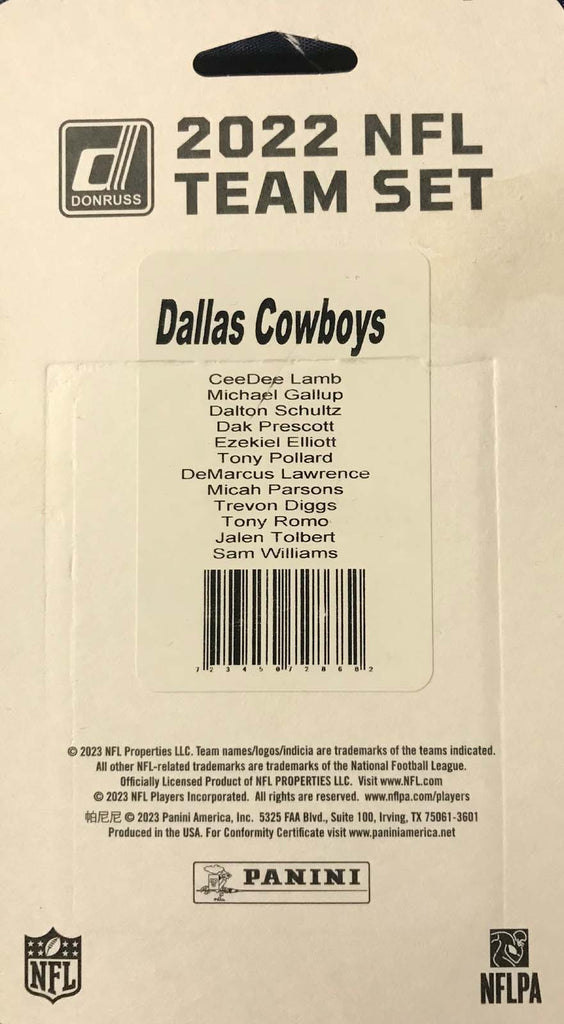 2022 NFL
TEAM SET
DONRUSS
Dallas Cowboys
CeeDee Lamb
Michael Gallup
Dalton Schultz
Dak Prescott
Ezekiel Elliott
Tony Pollard
DeMarcus Lawrence
Micah Parsons
Trevon Diggs
Tony Romo
Jalen Tolbert
Sam Williams
7 23450 72868 2
© 2023 NFL Properties LLC. Team names/logos/indicia are trademarks of the teams indicated.
All other NFL-related trademarks are trademarks of the National Football League.
Officially Licensed Product of NFL PROPERTIES LLC. Visit www.NFL.com
© 2023 NFL Players Incorporated. All rights are reserved. www.nflpa.com/players
帕尼尼 © 2023 Panini America, Inc. 5325 FAA Blvd., Suite 100, Irving, TX 75061-3601
Produced in the USA. For Conformity Certificate visit www.paniniamerica.net
PANINI
NFL
NFLPA